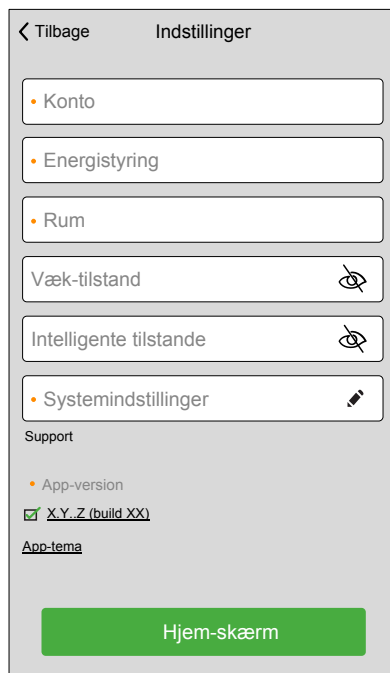 Tilbage Indstillinger
• Konto
• Energistyring
• Rum
Væk-tilstand
Intelligente tilstande
• Systemindstillinger
Support
• App-version
X.Y..Z (build XX)
App-tema
Hjem-skærm